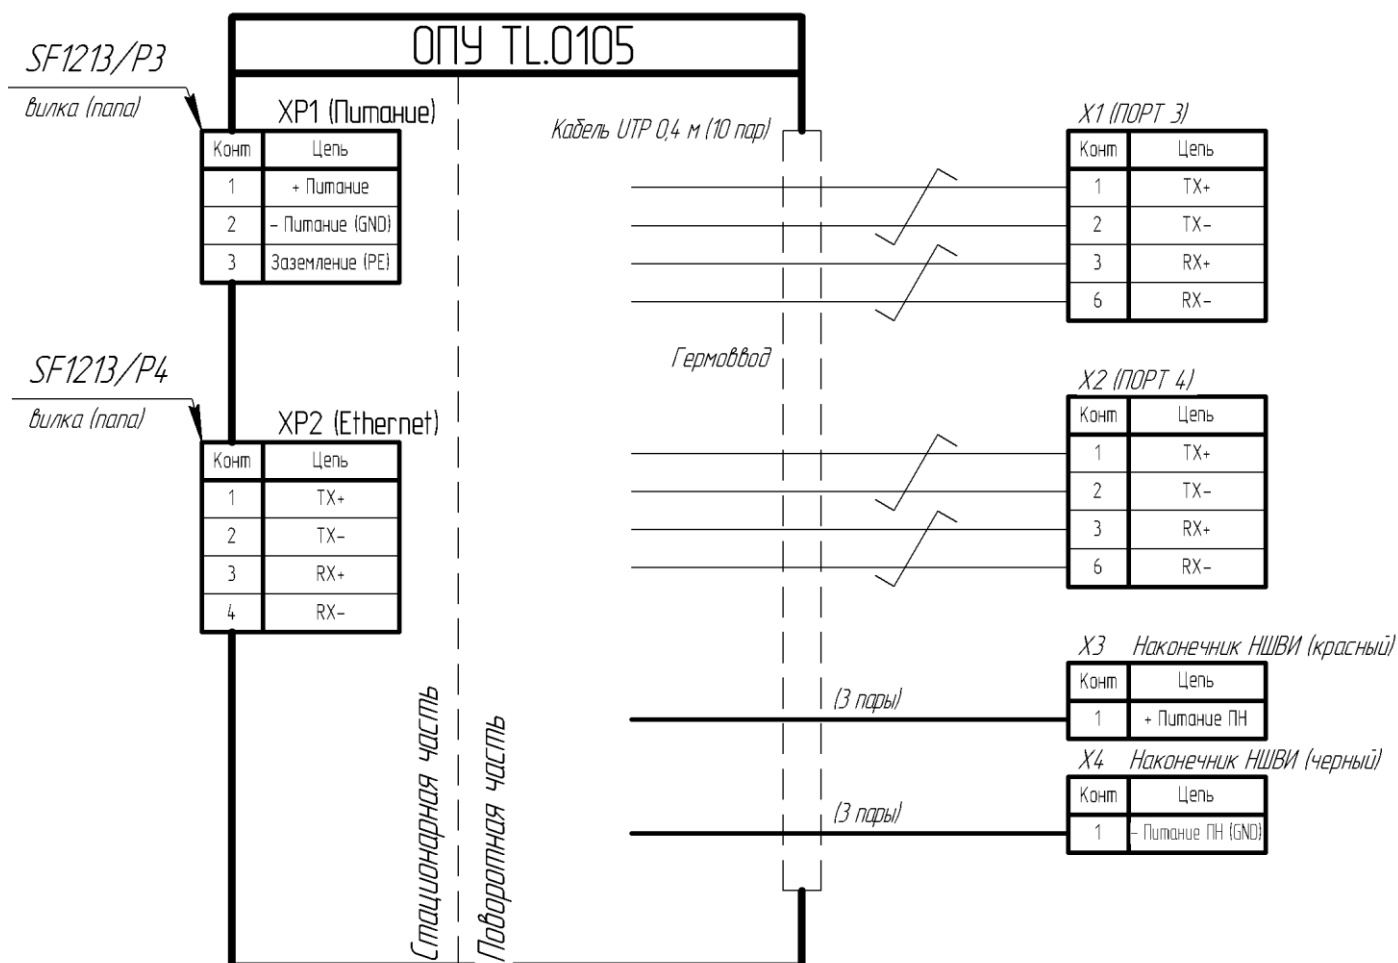 ОПУ TL.0105
SF1213/P3
вилка (папа)
XP1 (Питание)
Конт Цепь
1 + Питание
2 – Питание (GND)
3 Заземление (PE)
SF1213/P4
вилка (папа)
XP2 (Ethernet)
Конт Цепь
1 TX+
2 TX–
3 RX+
4 RX–
Стационарная часть
Поворотная часть
Кабель UTP 0,4 м (10 пар)
Гермоввод
X1 (ПОРТ 3)
Конт Цепь
1 TX+
2 TX–
3 RX+
6 RX–
X2 (ПОРТ 4)
Конт Цепь
1 TX+
2 TX–
3 RX+
6 RX–
(3 пары)
X3 Наконечник НШВИ (красный)
Конт Цепь
1 + Питание ПН
(3 пары)
X4 Наконечник НШВИ (черный)
Конт Цепь
1 – Питание ПН (GND)